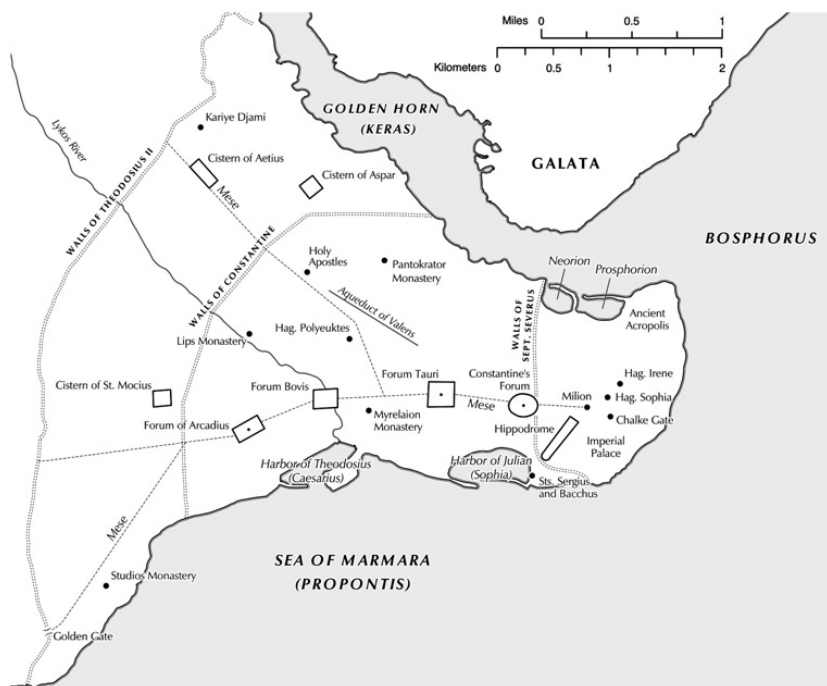 Miles 0 0.5 1
Kilometers 0 0.5 1 2
GOLDEN HORN
(KERAS)
GALATA
BOSPHORUS
Lykos River
Kariye Djami
Cistern of Aetius
Cistern of Aspar
Mese
WALLS OF THEODOSIUS II
WALLS OF CONSTANTINE
Holy
Apostles
Pantokrator
Monastery
Neorion
Prosphorion
Ancient
Acropolis
WALLS OF
SEPT. SEVERUS
Aqueduct of Valens
Hag. Polyeuktes
Lips Monastery
Forum Tauri
Constantine's
Forum
Hag. Irene
Milion
Hag. Sophia
Chalke Gate
Cistern of St. Mocius
Forum Bovis
Mese
Forum of Arcadius
Myrelaion
Monastery
Hippodrome
Imperial
Palace
Harbor of Theodosius
(Caesarius)
Harbor of Julian
(Sophia)
Sts. Sergius
and Bacchus
Mese
SEA OF MARMARA
(PROPONTIS)
Studios Monastery
Golden Gate